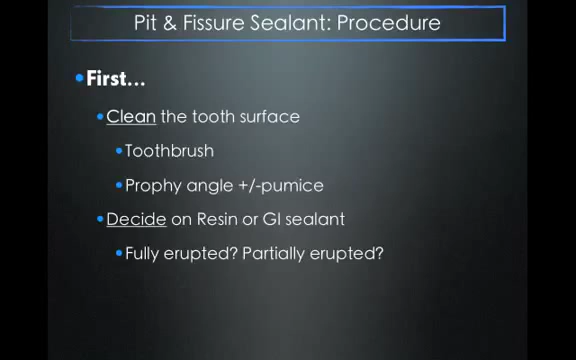 Pit & Fissure Sealant: Procedure
First...
Clean the tooth surface
Toothbrush
Prophy angle +/-pumice
Decide on Resin or GI sealant
Fully erupted? Partially erupted?